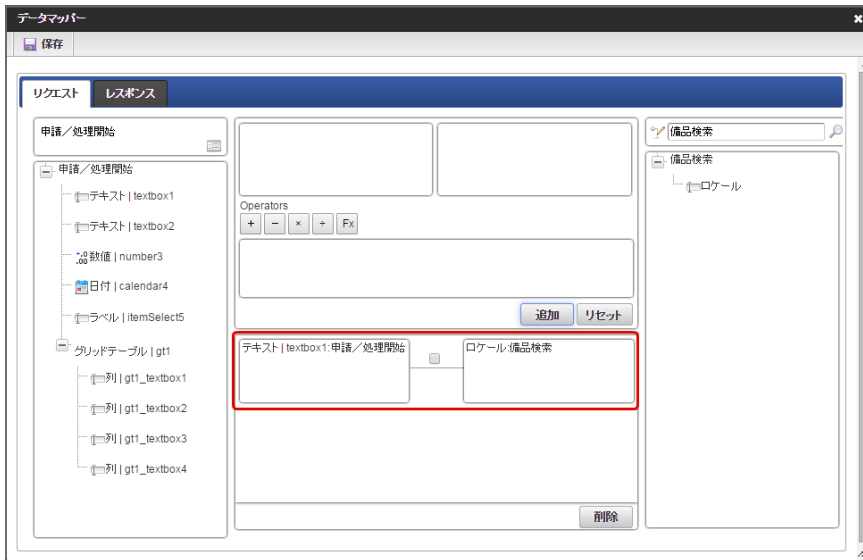 データマッパー
保存
リクエスト
レスポンス
申請／処理開始
申請／処理開始
テキスト | textbox1
テキスト | textbox2
数値 | number3
日付 | calendar4
ラベル | itemSelect5
グリッドテーブル | gt1
列 | gt1_textbox1
列 | gt1_textbox2
列 | gt1_textbox3
列 | gt1_textbox4
Operators
+ − × ÷ Fx
追加
リセット
テキスト | textbox1:申請／処理開始
ロケール:備品検索
削除
備品検索
備品検索
ロケール